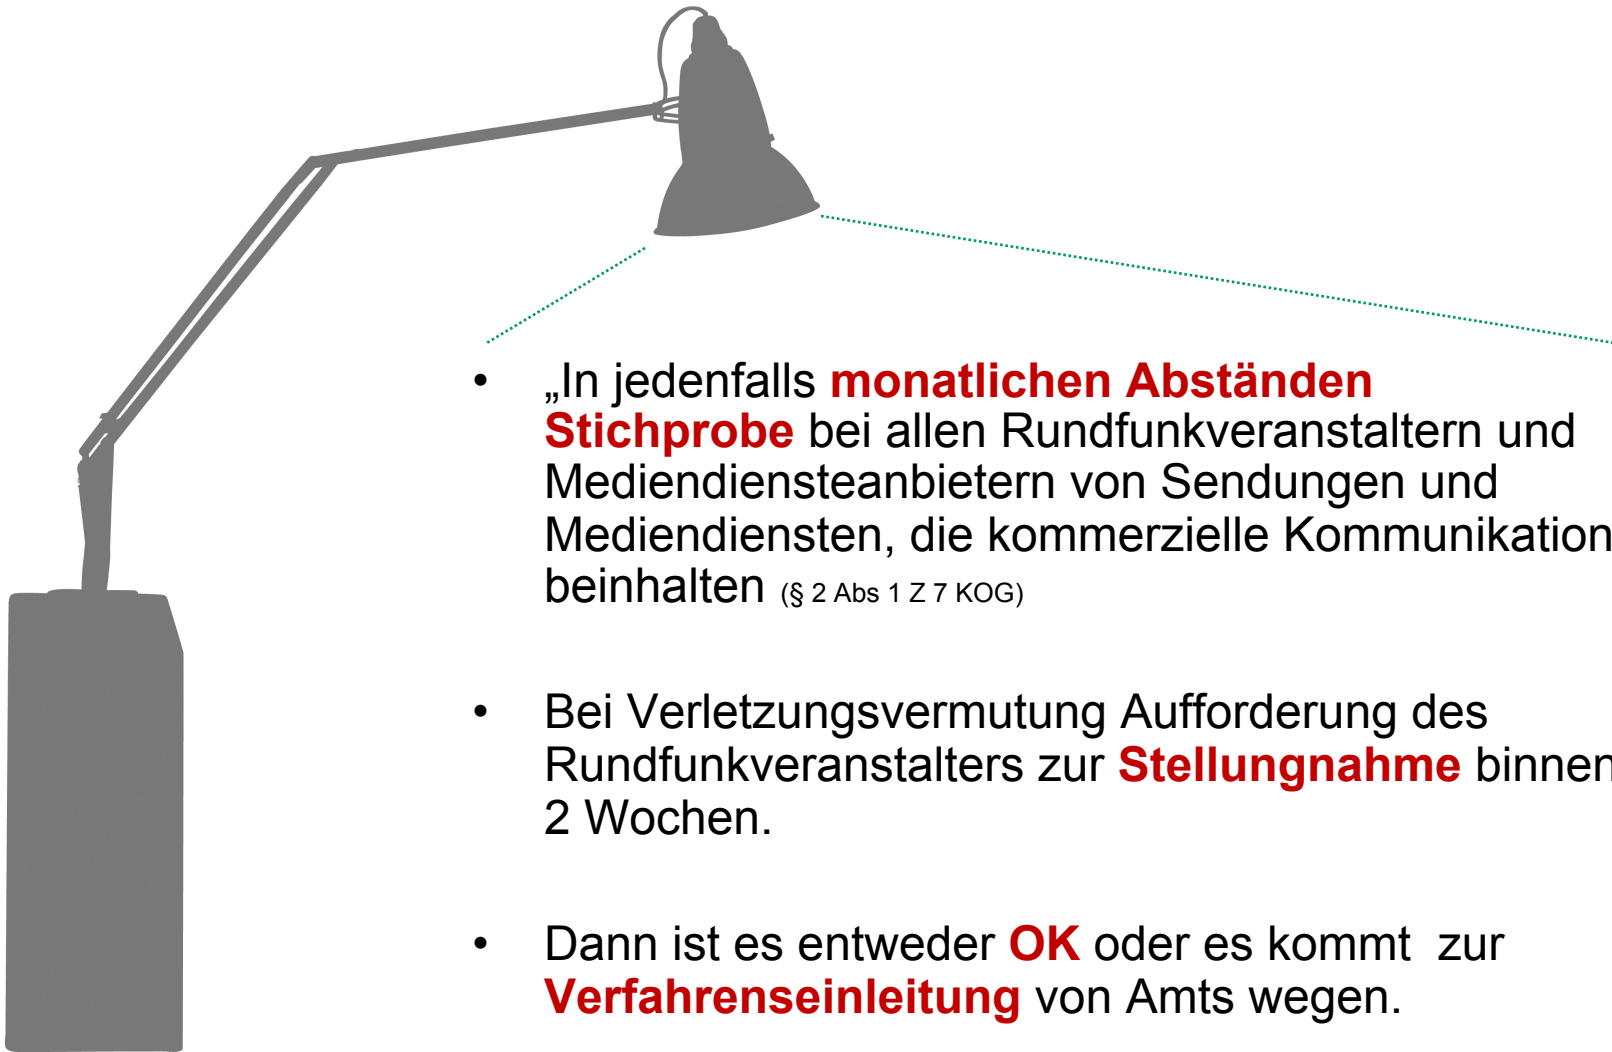 • „In jedenfalls monatlichen Abständen
Stichprobe bei allen Rundfunkveranstaltern und
Mediendiensteanbietern von Sendungen und
Mediendiensten, die kommerzielle Kommunikation
beinhalten (§ 2 Abs 1 Z 7 KOG)
• Bei Verletzungsvermutung Aufforderung des
Rundfunkveranstalters zur Stellungnahme binnen
2 Wochen.
• Dann ist es entweder OK oder es kommt  zur
Verfahrenseinleitung von Amts wegen.